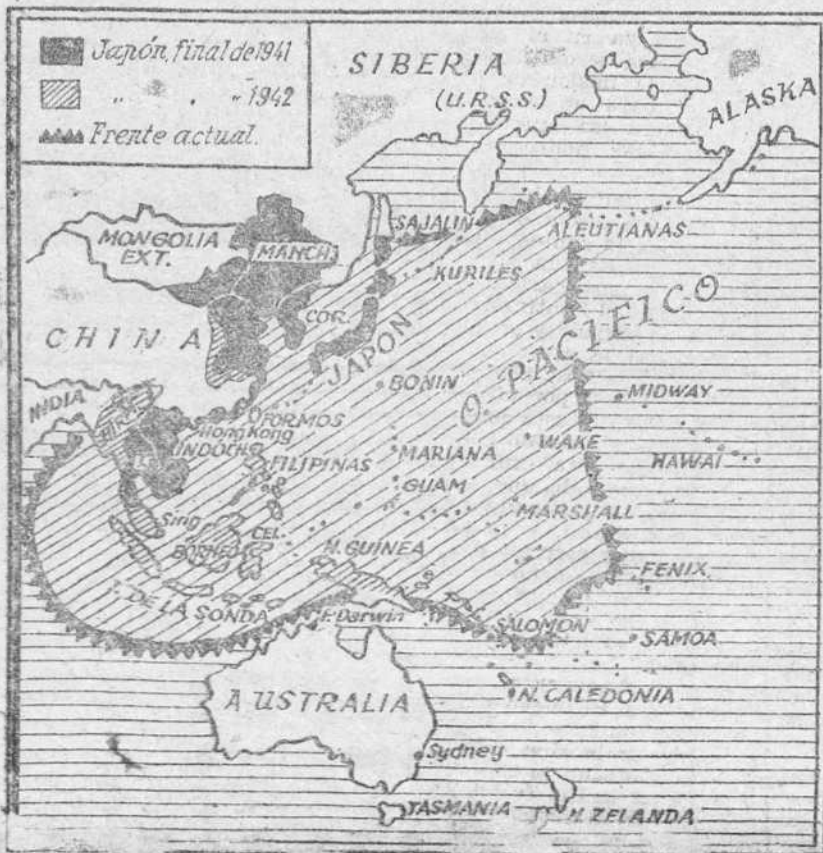 Japón, final de 1941
„ „ . „ 1942
Frente actual.
SIBERIA
(U.R.S.S.)
ALASKA
MONGOLIA
EXT.
MANCH.
SAJALIN
ALEUTIANAS
KURILES
CHINA
COR.
JAPON
O. PACIFICO
BONIN
MIDWAY
INDIA
FORMOS
Hong Kong
INDOCH.
FILIPINAS
MARIANA
WAKE
HAWAI
GUAM
MARSHALL
Sing
BORNEO
CEL.
N. GUINEA
FENIX
I. DE LA SONDA
P. Darwin
SALOMON
SAMOA
AUSTRALIA
N. CALEDONIA
Sydney
TASMANIA
N. ZELANDA